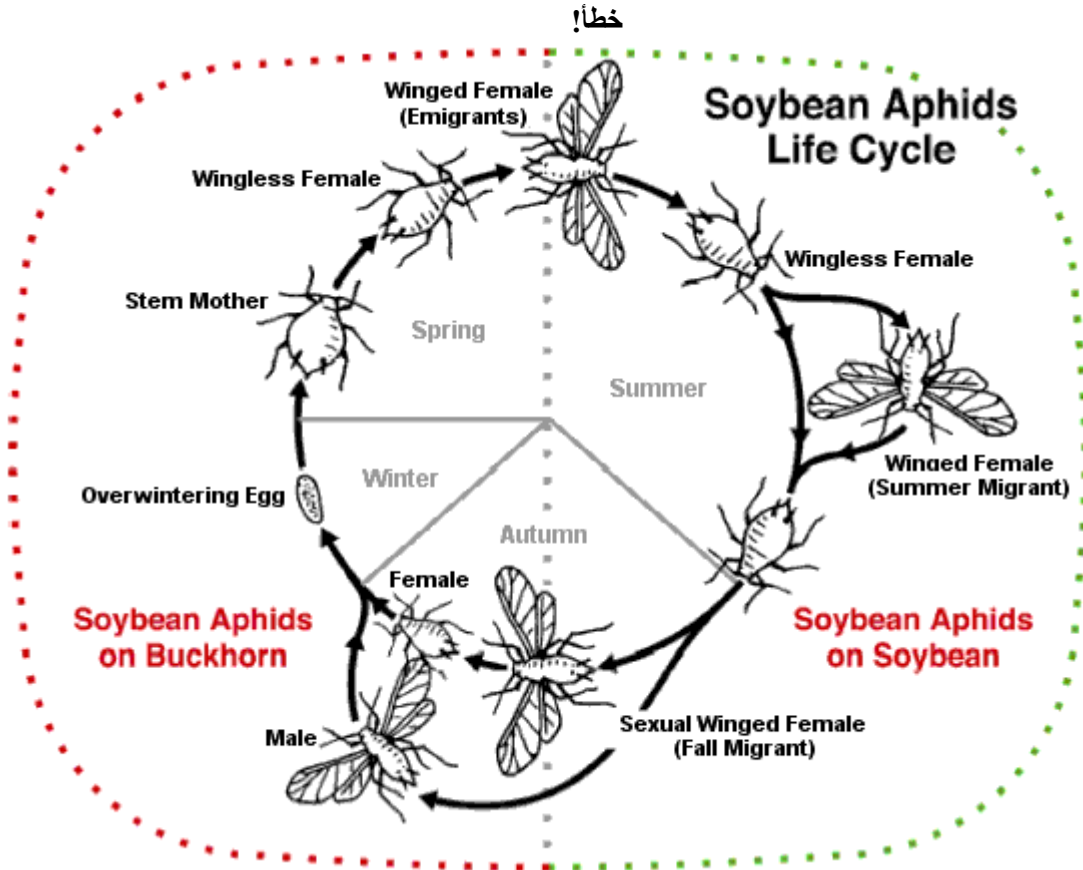 خطأ!
Soybean Aphids
Life Cycle
Winged Female
(Emigrants)
Wingless Female
Wingless Female
Stem Mother
Spring
Summer
Winged Female
(Summer Migrant)
Winter
Overwintering Egg
Autumn
Female
Soybean Aphids
on Buckhorn
Soybean Aphids
on Soybean
Male
Sexual Winged Female
(Fall Migrant)